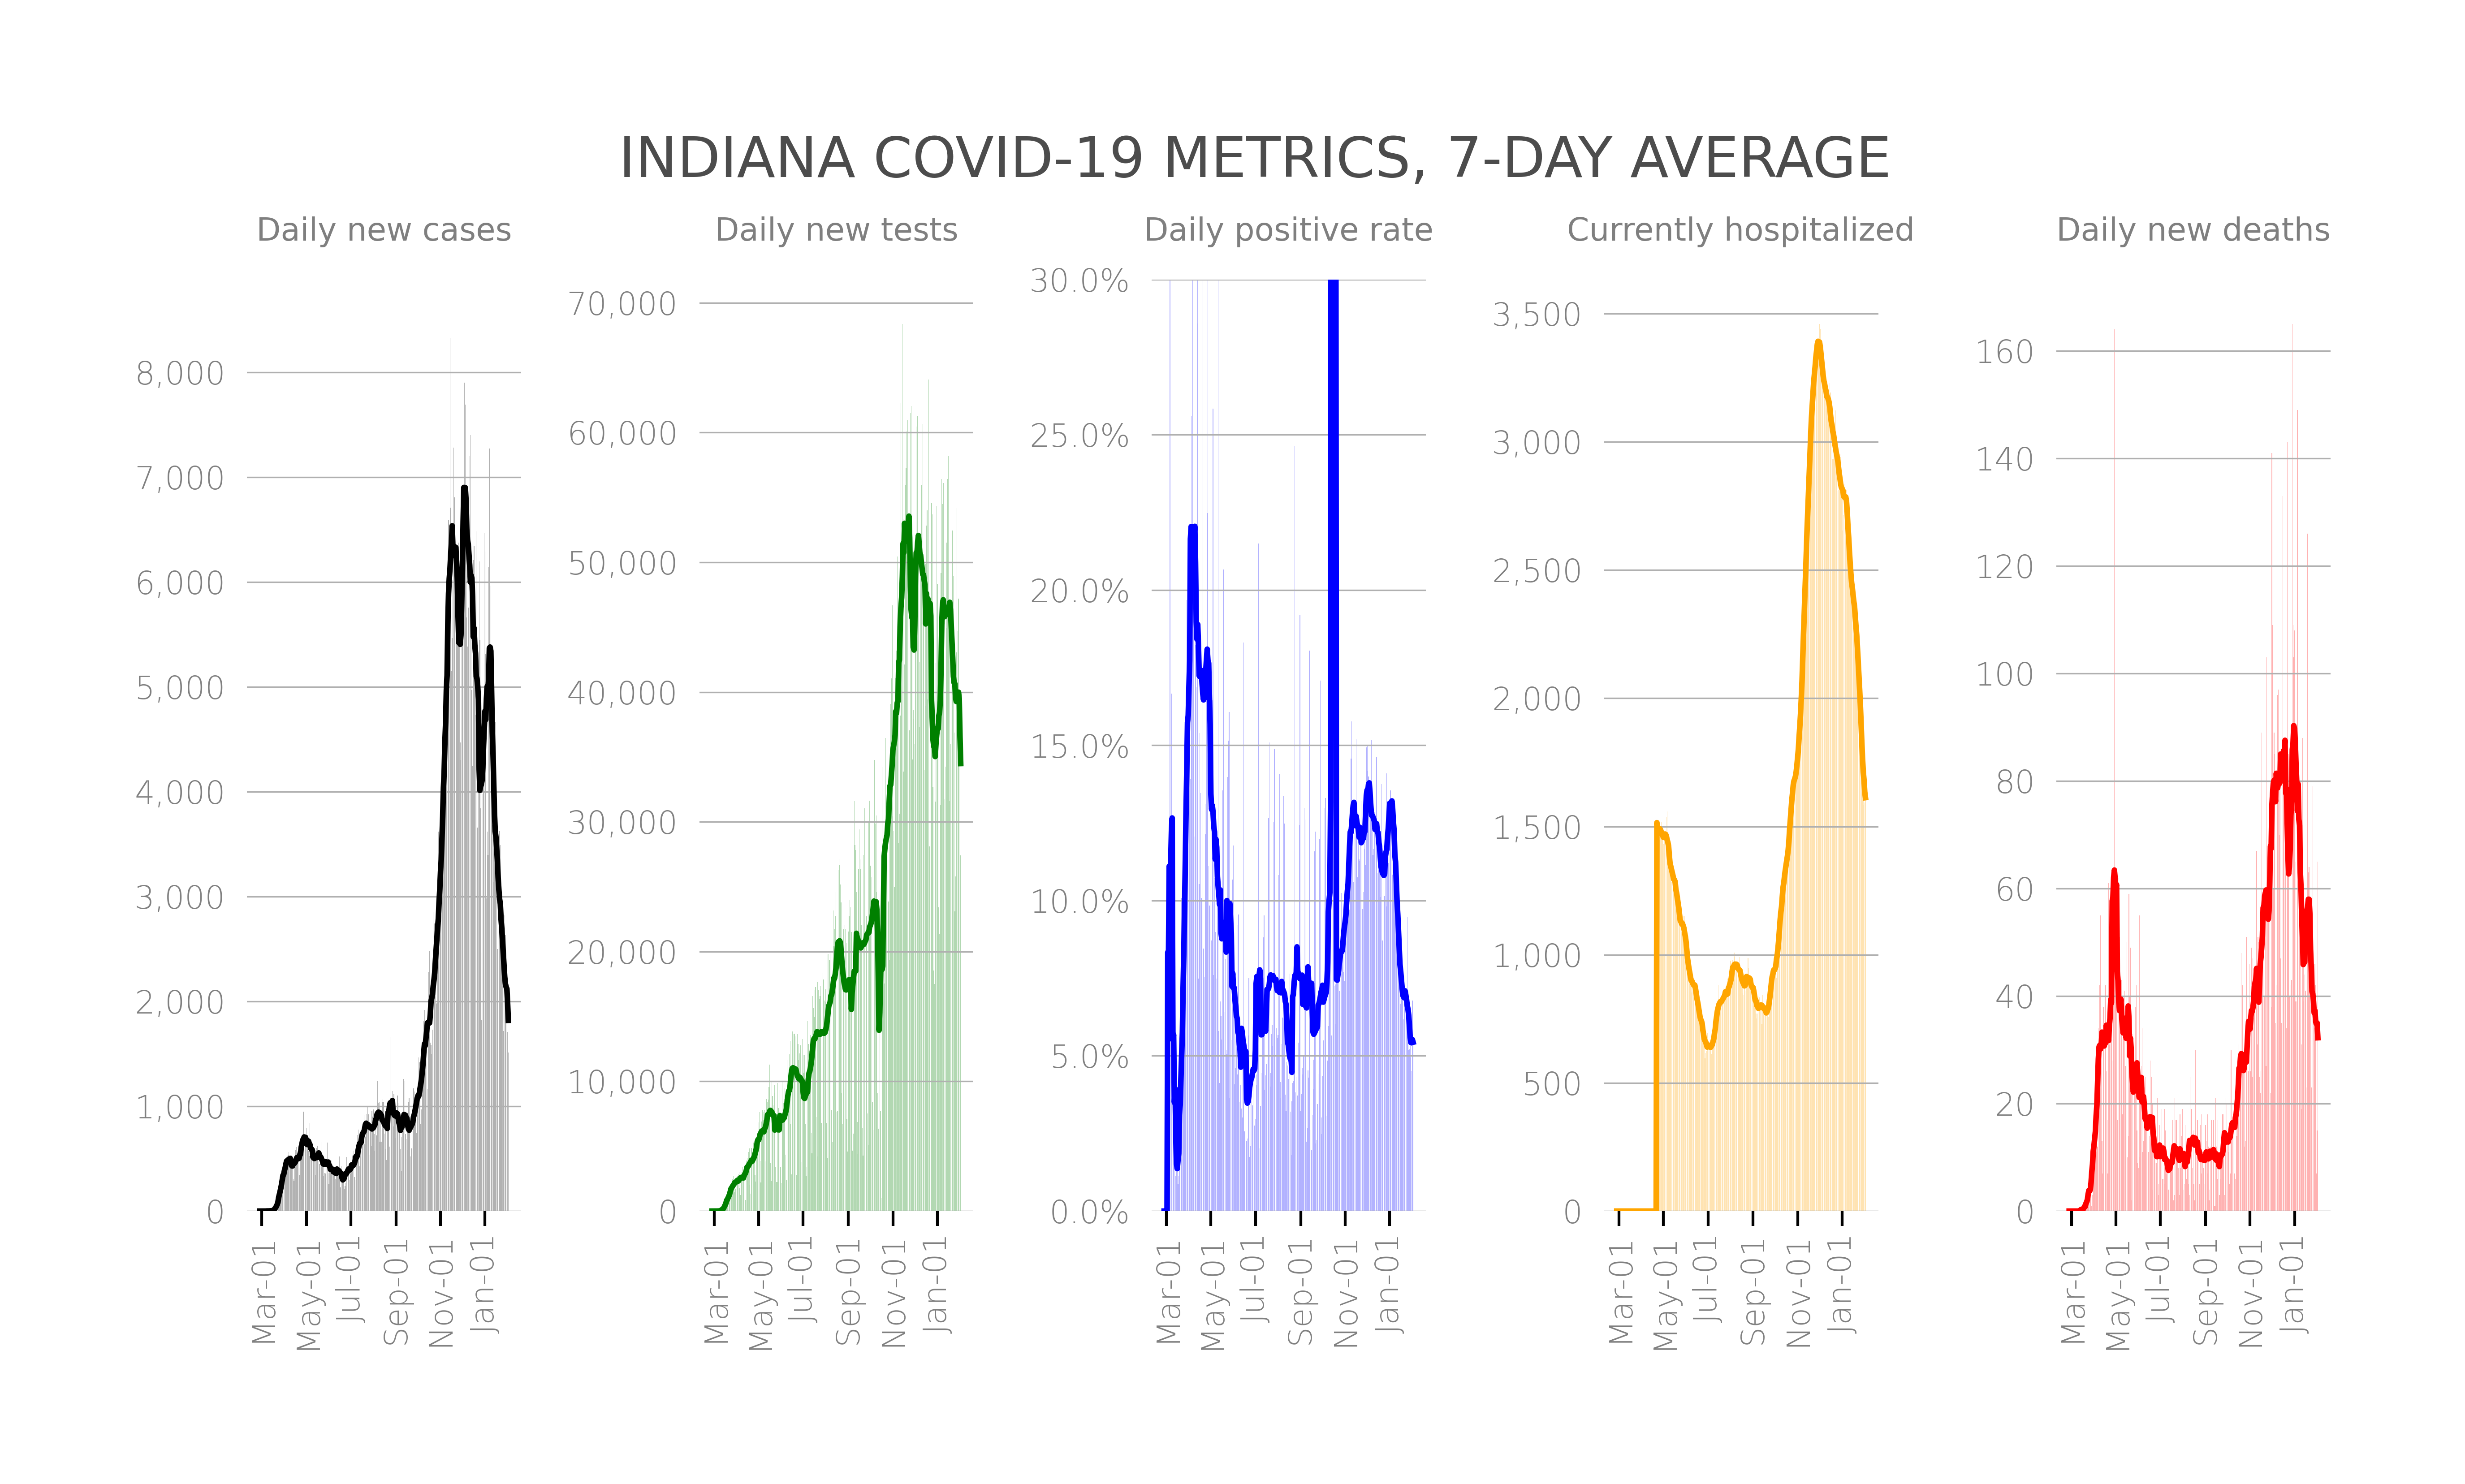 INDIANA COVID-19 METRICS, 7-DAY AVERAGE
Daily new cases
8,000
7,000
6,000
5,000
4,000
3,000
2,000
1,000
0
Mar-01
May-01
Jul-01
Sep-01
Nov-01
Jan-01
Daily new tests
70,000
60,000
50,000
40,000
30,000
20,000
10,000
0
Mar-01
May-01
Jul-01
Sep-01
Nov-01
Jan-01
Daily positive rate
30.0%
25.0%
20.0%
15.0%
10.0%
5.0%
0.0%
Mar-01
May-01
Jul-01
Sep-01
Nov-01
Jan-01
Currently hospitalized
3,500
3,000
2,500
2,000
1,500
1,000
500
0
Mar-01
May-01
Jul-01
Sep-01
Nov-01
Jan-01
Daily new deaths
160
140
120
100
80
60
40
20
0
Mar-01
May-01
Jul-01
Sep-01
Nov-01
Jan-01